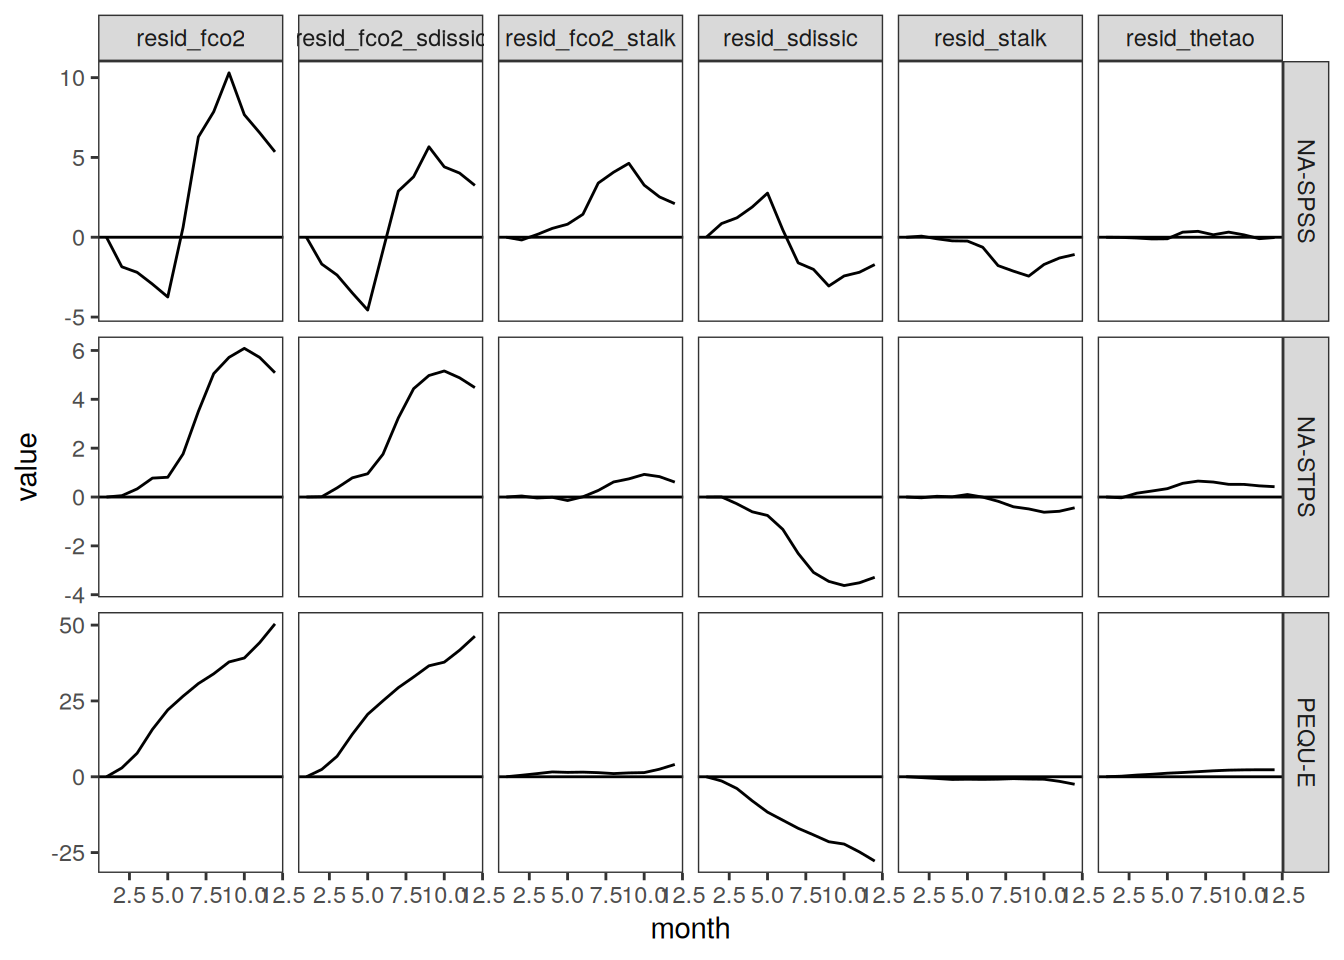 resid_fco2 resid_fco2_sdissic resid_fco2_stalk resid_sdissic resid_stalk resid_thetao
10
5
0
-5
NA-SPSS
6
4
2
0
-2
-4
NA-STPS
50
25
0
-25
PEQU-E
2.5 5.0 7.5 10.0 12.5 2.5 5.0 7.5 10.0 12.5 2.5 5.0 7.5 10.0 12.5 2.5 5.0 7.5 10.0 12.5 2.5 5.0 7.5 10.0 12.5 2.5 5.0 7.5 10.0 12.5
month
value